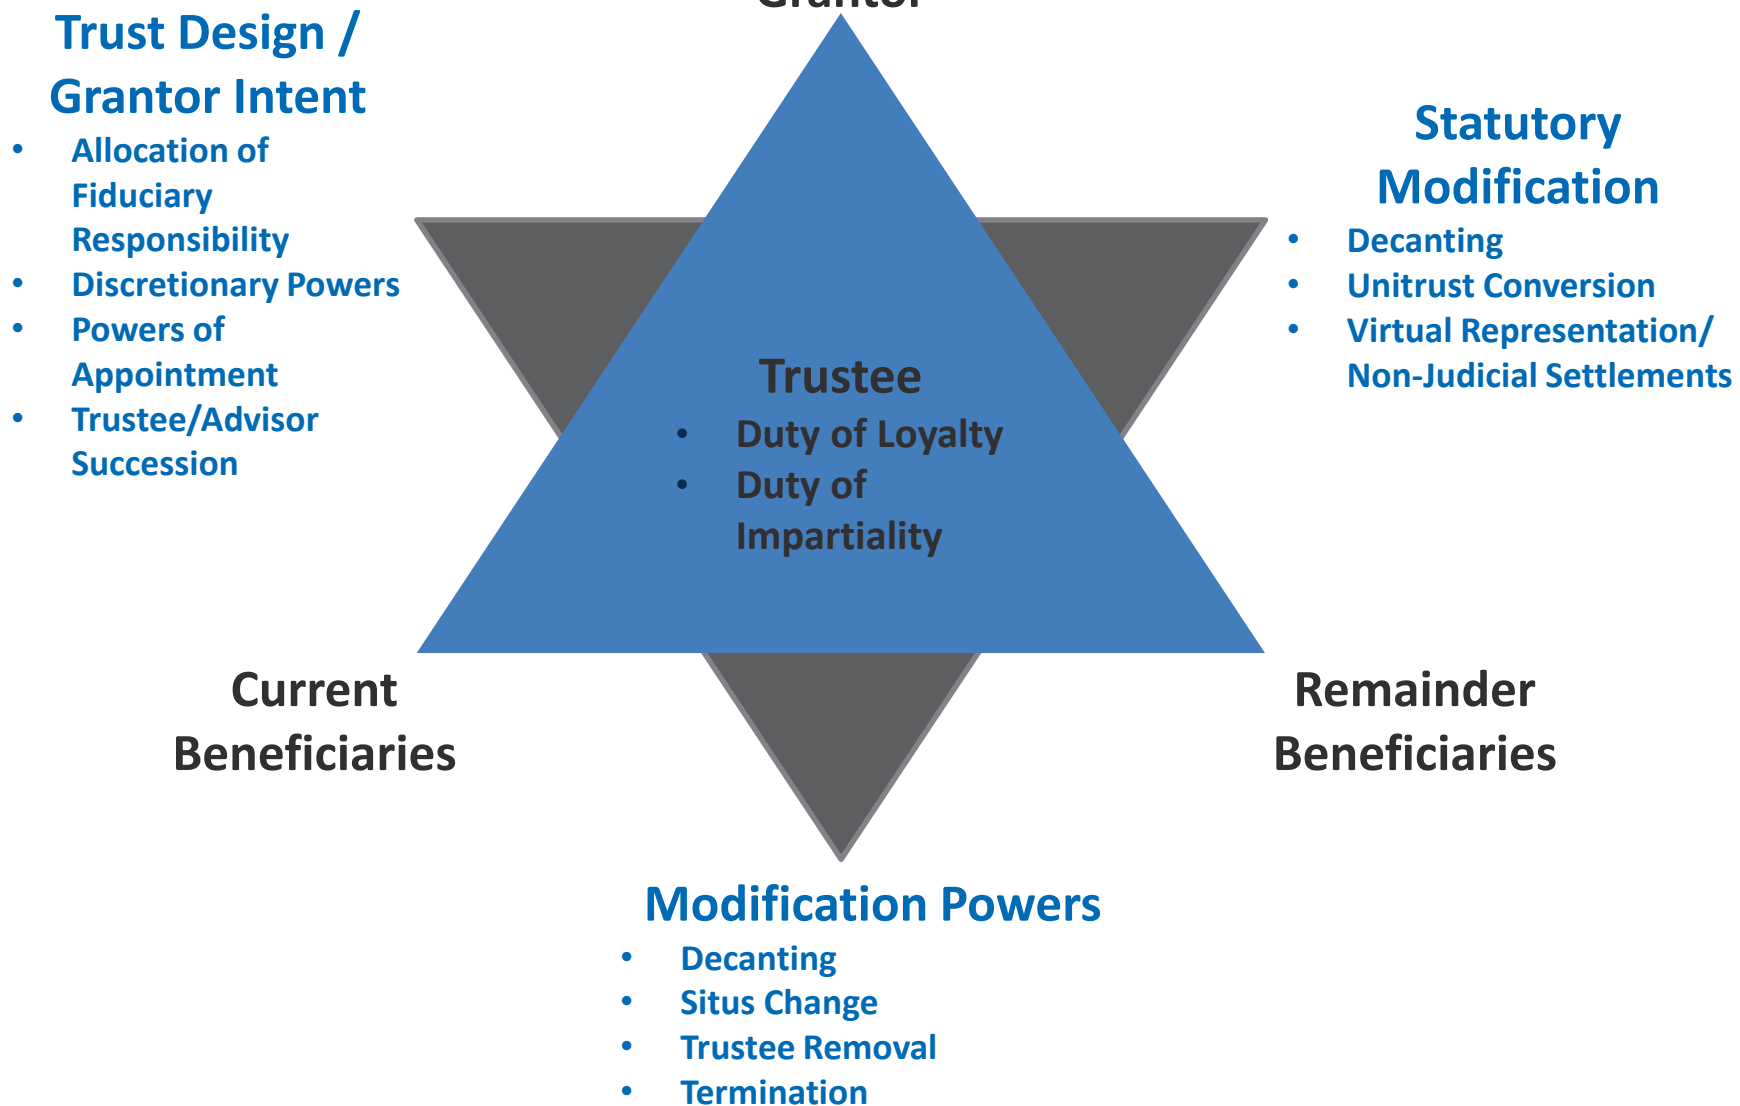 Grantor
Trust Design /
Grantor Intent
• Allocation of
Fiduciary
Responsibility
• Discretionary Powers
• Powers of
Appointment
• Trustee/Advisor
Succession
Statutory
Modification
• Decanting
• Unitrust Conversion
• Virtual Representation/
Non-Judicial Settlements
Trustee
• Duty of Loyalty
• Duty of
Impartiality
Current
Beneficiaries
Remainder
Beneficiaries
Modification Powers
• Decanting
• Situs Change
• Trustee Removal
• Termination